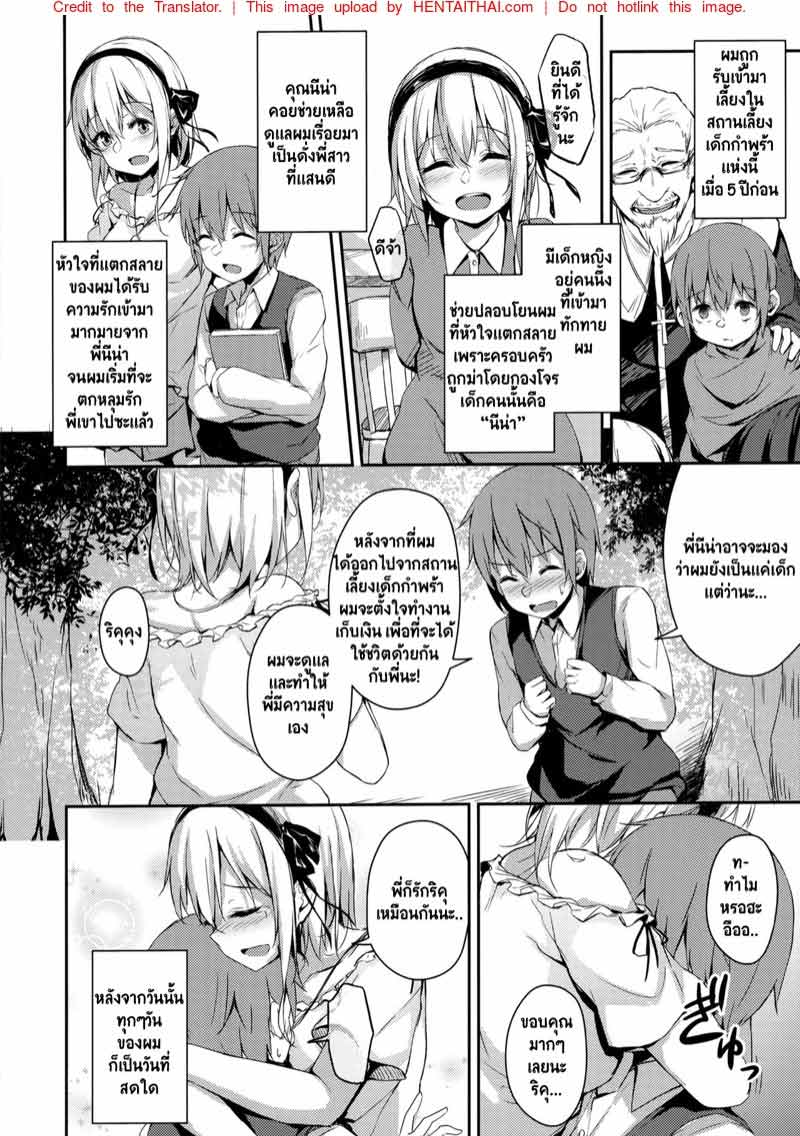 Credit to the Translator. | This image upload by HENTAITHAI.com | Please Do not hotlink this image.
ผมถูก
รับเข้ามา
เลี้ยงใน
สถานเลี้ยง
เด็กกำพร้า
แห่งนี้
เมื่อ 5 ปีก่อน
มีเด็กหญิง
อยู่คนนึง
ที่เข้ามา
ทักทาย
ผม
ยินดี
ที่ได้
รู้จัก
นะ
ดีจ้า
ช่วยปลอบโยนผม
ที่หัวใจแตกสลาย
เพราะครอบครัว
ถูกฆ่าโดยกองโจร
เด็กคนนั้นคือ
“นีน่า”
คุณนีน่า
คอยช่วยเหลือ
ดูแลผมเรื่อยมา
เป็นดั่งพี่สาว
ที่แสนดี
หัวใจที่แตกสลาย
ของผมได้รับ
ความรักเข้ามา
มากมายจาก
พี่นีน่า
จนผมเริ่มที่จะ
ตกหลุมรัก
พี่เขาไปซะแล้ว
พี่นีน่าอาจจะมอง
ว่าผมยังเป็นแค่เด็ก
แต่ว่านะ...
หลังจากที่ผม
ได้ออกไปจากสถาน
เลี้ยงเด็กกำพร้า
ผมจะตั้งใจทำงาน
เก็บเงิน เพื่อที่จะได้
ใช้ชีวิตด้วยกัน
กับพี่นะ!
ผมจะดูแล
และทำให้
พี่มีความสุข
เอง
ริคุคุง
ท-
ทำไม
หรอฮะ
อืออ..
ぎゅっ
ขอบคุณ
มากๆ
เลยนะ
ริคุ...
พี่ก็รักริคุ
เหมือนกันนะ..
หลังจากวันนั้น
ทุกๆวัน
ของผม
ก็เป็นวันที่
สดใด